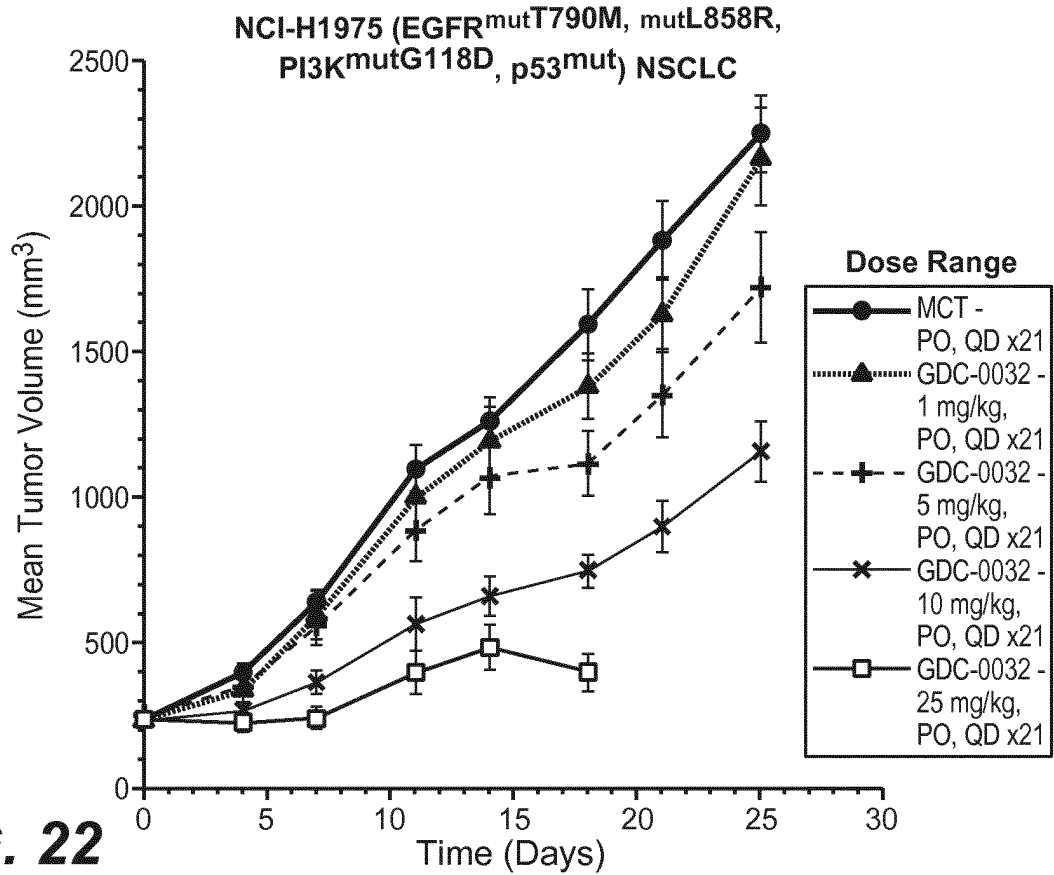 NCI-H1975 (EGFRmutT790M, mutL858R,
PI3KmutG118D, p53mut) NSCLC
2500
2000
1500
1000
500
0
Mean Tumor Volume (mm3)
0 5 10 15 20 25 30
Time (Days)
Dose Range
MCT -
PO, QD x21
GDC-0032 -
1 mg/kg,
PO, QD x21
GDC-0032 -
5 mg/kg,
PO, QD x21
GDC-0032 -
10 mg/kg,
PO, QD x21
GDC-0032 -
25 mg/kg,
PO, QD x21
. 22